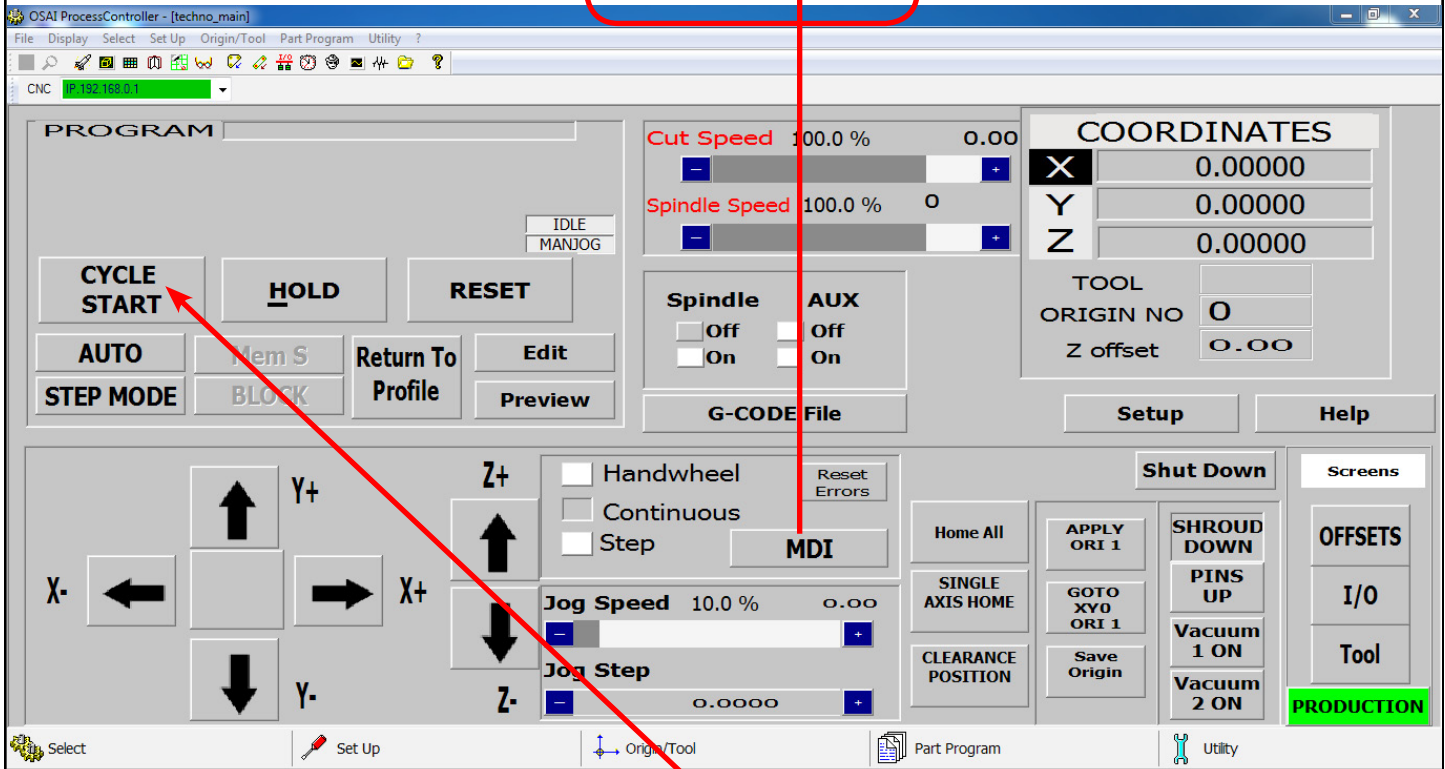 OSAI ProcessController - [techno_main]
File Display Select Set Up Origin/Tool Part Program Utility ?
I/O
CNC IP.192.168.0.1
PROGRAM
IDLE
MANJOG
CYCLE
START
HOLD
RESET
AUTO
Mem S
Return To
Profile
Edit
STEP MODE
BLOCK
Preview
Cut Speed 100.0 % 0.00
- +
Spindle Speed 100.0 % 0
- +
Spindle AUX
Off Off
On On
G-CODE File
COORDINATES
X 0.00000
Y 0.00000
Z 0.00000
TOOL
ORIGIN NO 0
Z offset 0.00
Setup
Help
Y+
X-
X+
Y-
Z+
Z-
Handwheel
Continuous
Step
Reset
Errors
MDI
Jog Speed 10.0 % 0.00
- +
Jog Step
- 0.0000 +
Home All
SINGLE
AXIS HOME
CLEARANCE
POSITION
APPLY
ORI 1
GOTO
XY0
ORI 1
Save
Origin
Shut Down
SHROUD
DOWN
PINS
UP
Vacuum
1 ON
Vacuum
2 ON
Screens
OFFSETS
I/O
Tool
PRODUCTION
Select
Set Up
Origin/Tool
Part Program
Utility